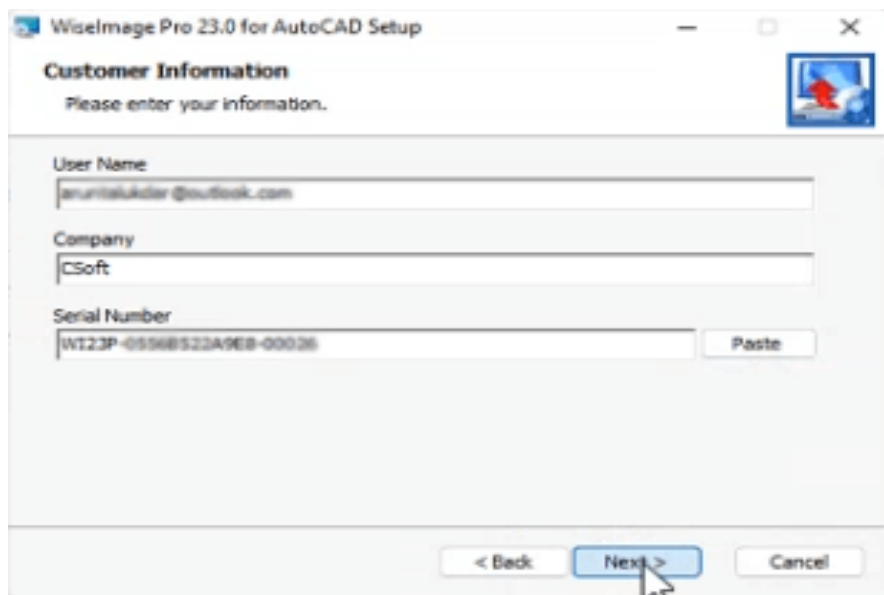 WiseImage Pro 23.0 for AutoCAD Setup
Customer Information
Please enter your information.
User Name
Company
CSoft
Serial Number
WI23P
Paste
< Back
Next >
Cancel